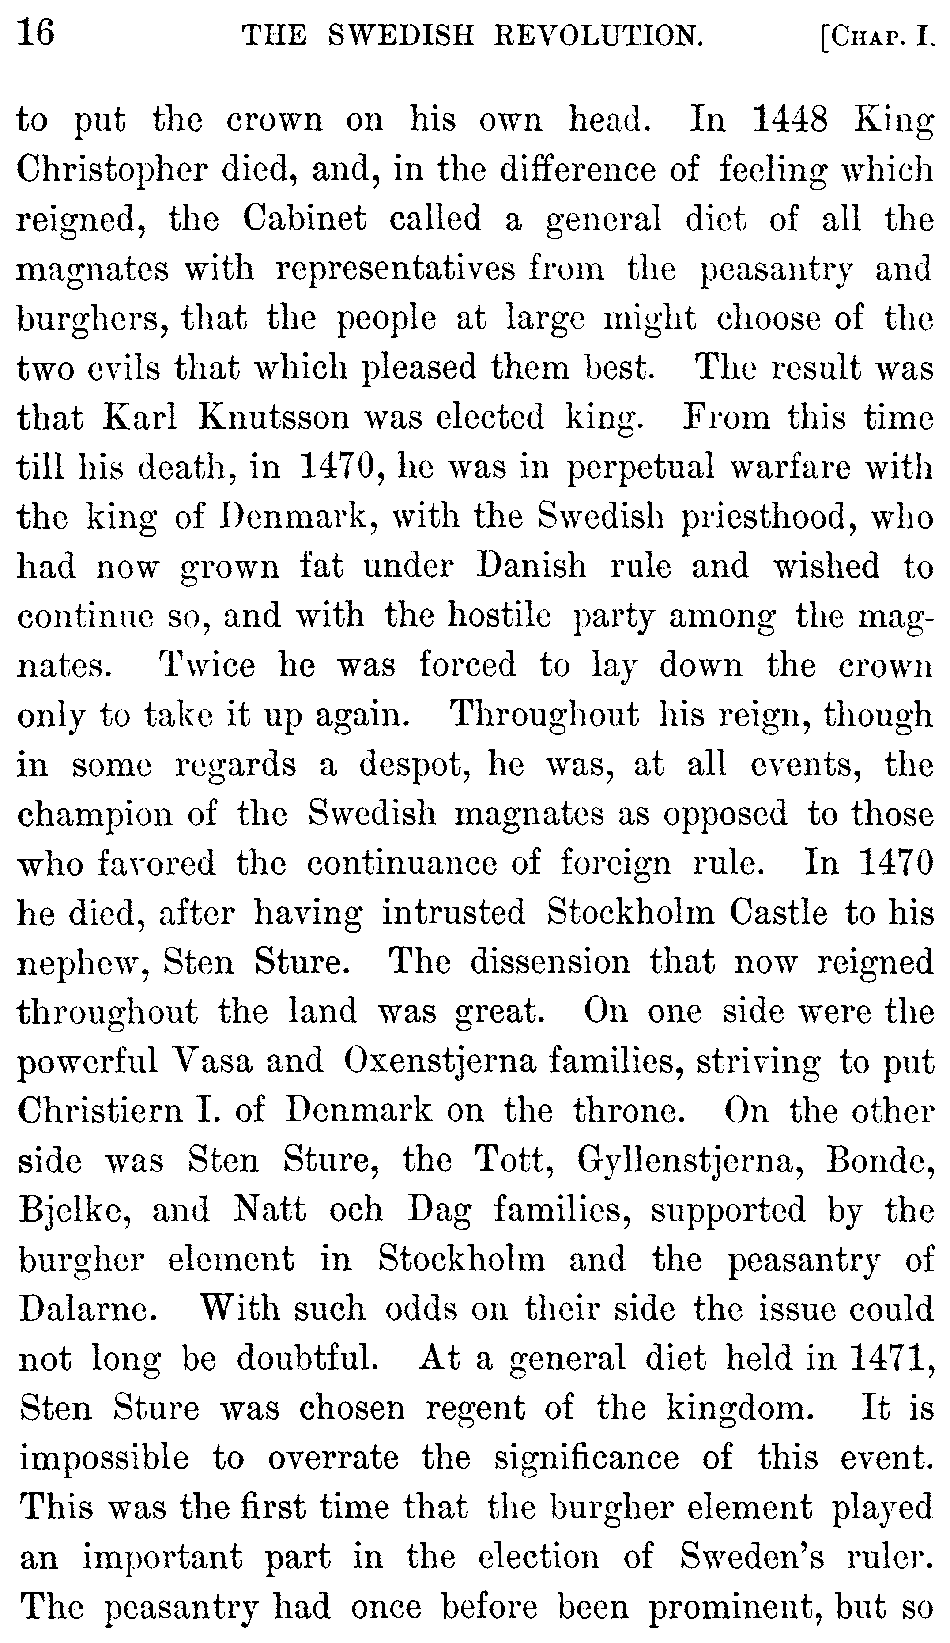 16 THE SWEDISH REVOLUTION. [CHAP. I.
to put the crown on his own head. In 1448 King
Christopher died, and, in the difference of feeling which
reigned, the Cabinet called a general diet of all the
magnates with representatives from the peasantry and
burghers, that the people at large might choose of the
two evils that which pleased them best. The result was
that Karl Knutsson was elected king. From this time
till his death, in 1470, he was in perpetual warfare with
the king of Denmark, with the Swedish priesthood, who
had now grown fat under Danish rule and wished to
continue so, and with the hostile party among the mag-
nates. Twice he was forced to lay down the crown
only to take it up again. Throughout his reign, though
in some regards a despot, he was, at all events, the
champion of the Swedish magnates as opposed to those
who favored the continuance of foreign rule. In 1470
he died, after having intrusted Stockholm Castle to his
nephew, Sten Sture. The dissension that now reigned
throughout the land was great. On one side were the
powerful Vasa and Oxenstjerna families, striving to put
Christiern I. of Denmark on the throne. On the other
side was Sten Sture, the Tott, Gyllenstjerna, Bonde,
Bjelke, and Natt och Dag families, supported by the
burgher element in Stockholm and the peasantry of
Dalarne. With such odds on their side the issue could
not long be doubtful. At a general diet held in 1471,
Sten Sture was chosen regent of the kingdom. It is
impossible to overrate the significance of this event.
This was the first time that the burgher element played
an important part in the election of Sweden's ruler.
The peasantry had once before been prominent, but so